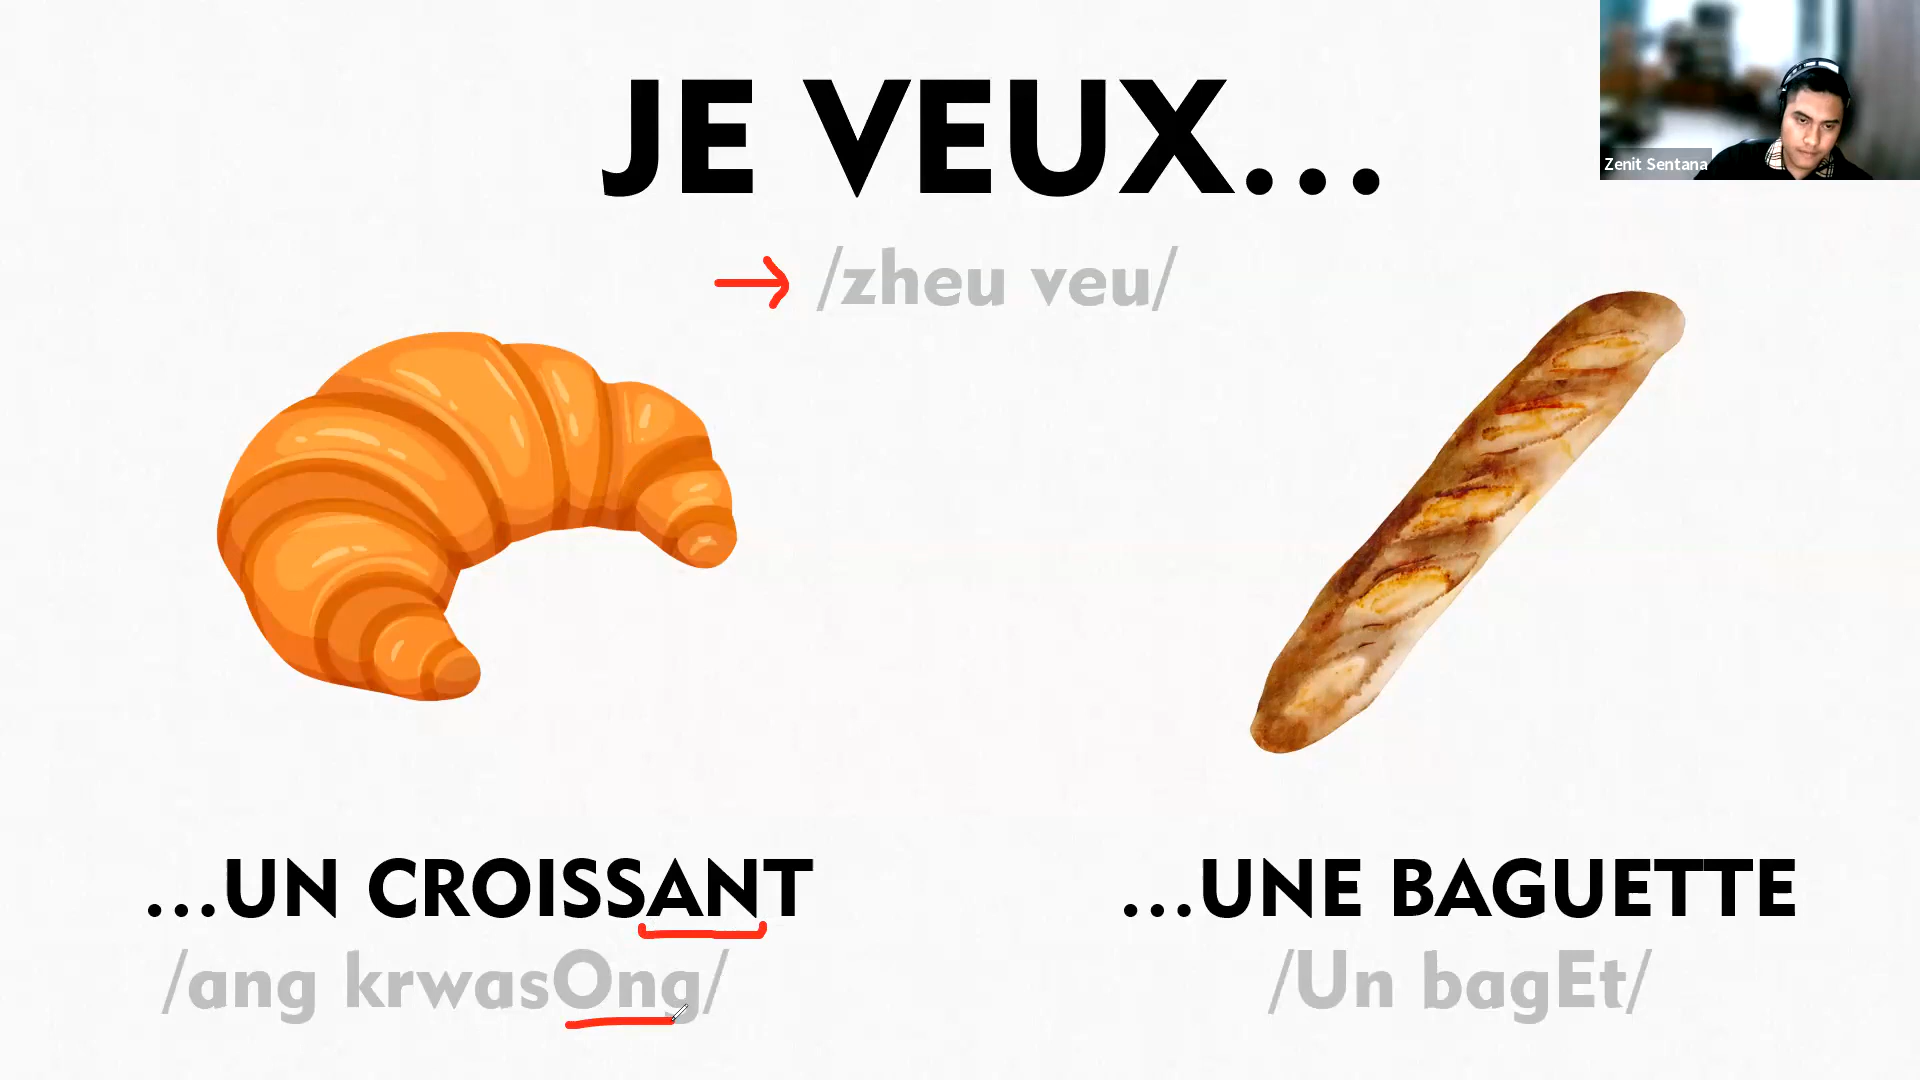 JE VEUX...
Zenit Sentana
/zheu veu/
...UN CROISSANT
/ang krwasOng/
...UNE BAGUETTE
/Un bagEt/